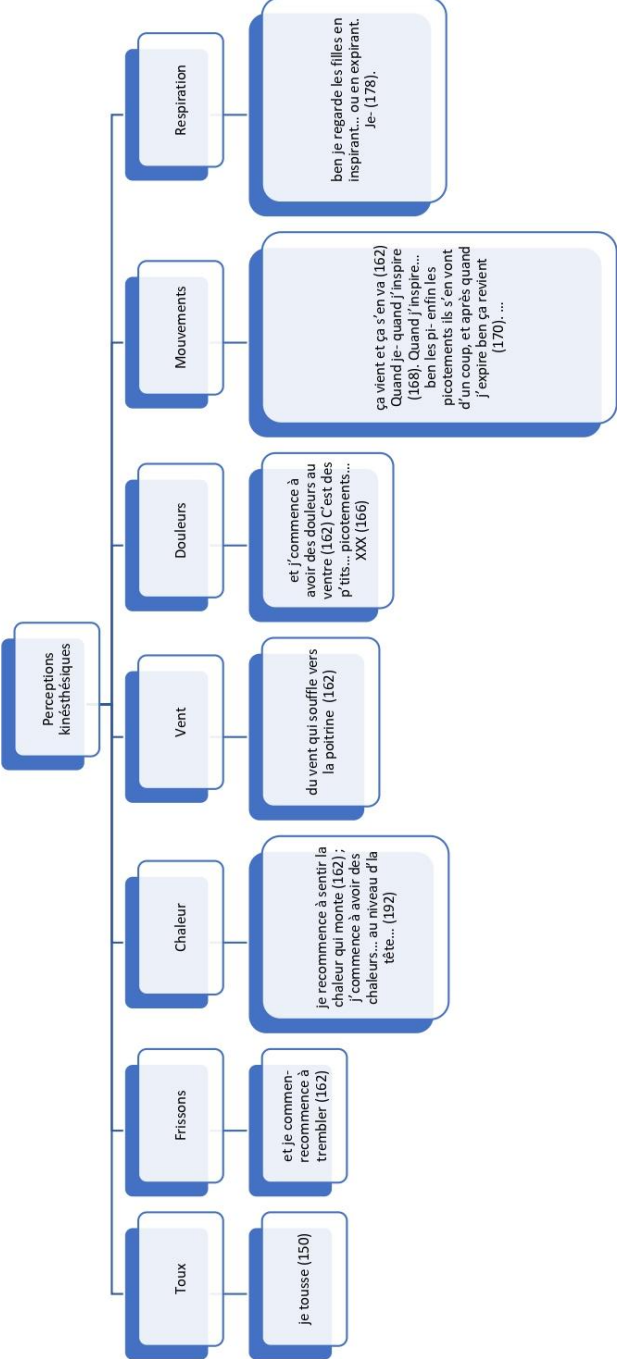 Perceptions
kinésthésiques
Toux
je tousse (150)
Frissons
et je commen-
recommence à
trembler (162)
Chaleur
je recommence à sentir la
chaleur qui monte (162) ;
j’commence à avoir des
chaleurs… au niveau d’la
tête… (192)
Vent
du vent qui souffle vers
la poitrine (162)
Douleurs
et j’commence à
avoir des douleurs au
ventre (162) C’est des
p’tits… picotements…
XXX (166)
Mouvements
ça vient et ça s’en va (162)
Quand je- quand j’inspire
(168). Quand j’inspire…
ben les pi- enfin les
picotements ils s’en vont
d’un coup, et après quand
j’expire ben ça revient
(170). …
Respiration
ben je regarde les filles en
inspirant… ou en expirant.
Je- (178).